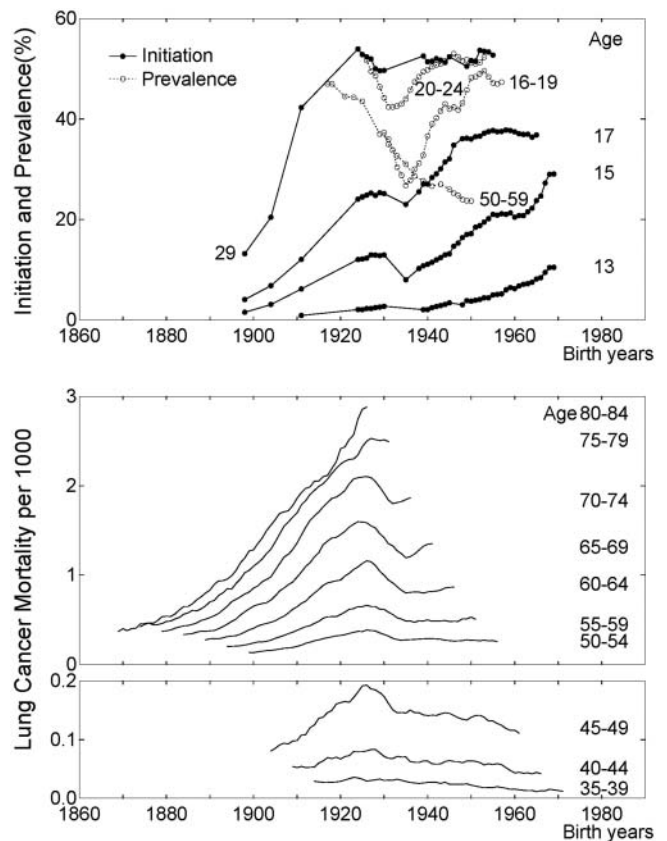 Initiation and Prevalence(%)
60
40
20
0
Initiation
Prevalence
Age
20-24
16-19
17
15
50-59
29
13
1860 1880 1900 1920 1940 1960 1980
Birth years
Lung Cancer Mortality per 1000
3
2
1
0
Age 80-84
75-79
70-74
65-69
60-64
55-59
50-54
0.2
0.1
0.0
45-49
40-44
35-39
1860 1880 1900 1920 1940 1960 1980
Birth years